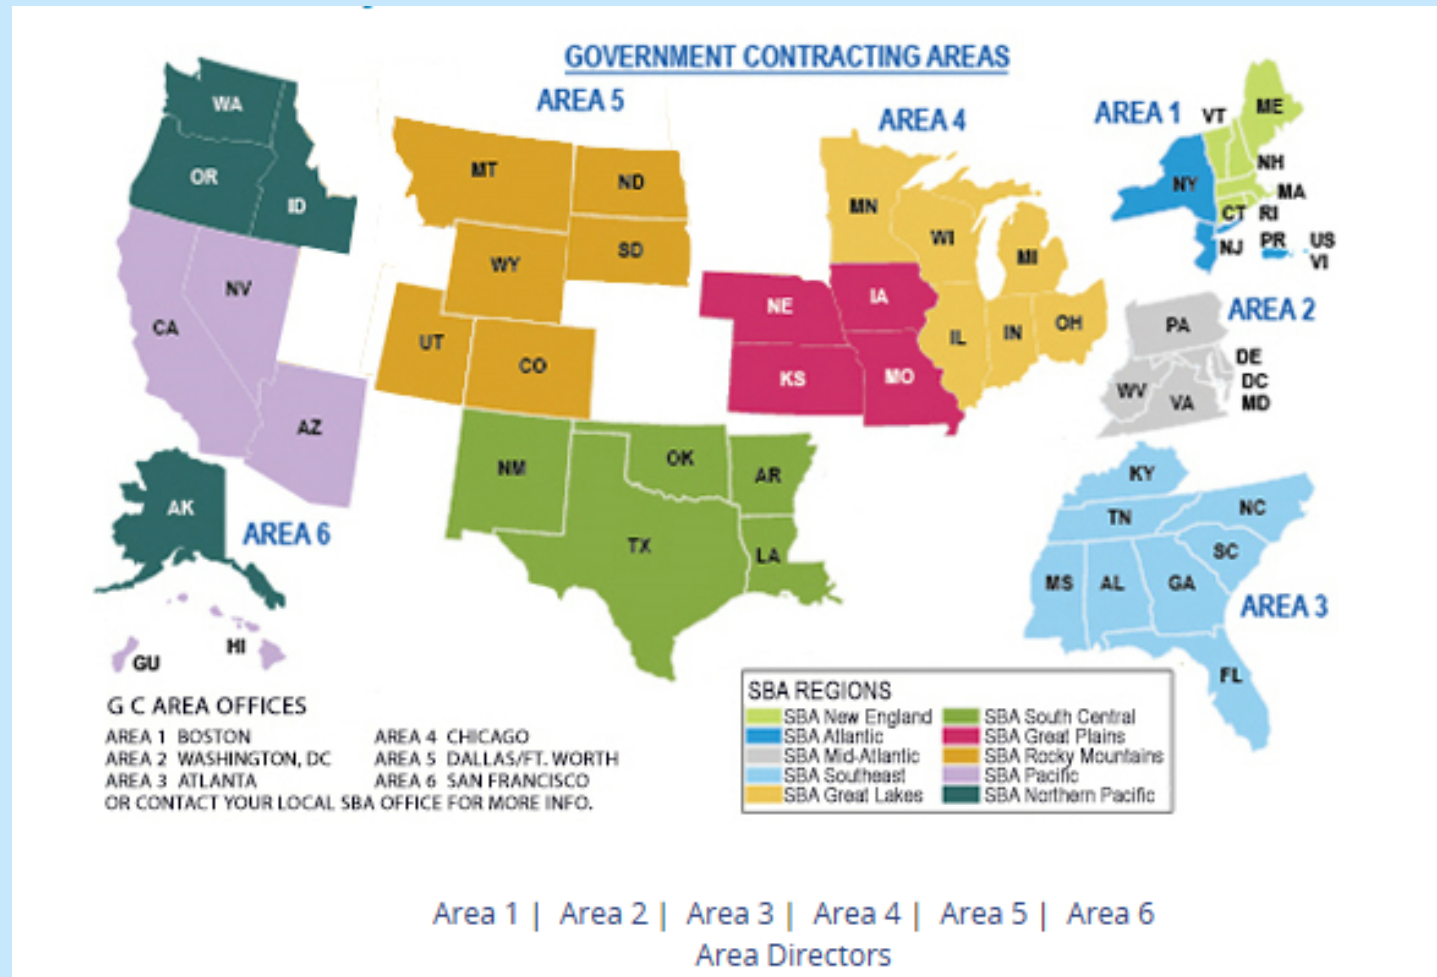 GOVERNMENT CONTRACTING AREAS
AREA 5
AREA 4
AREA 1
VT
ME
WA
MT
ND
NH
OR
NY
MA
ID
MN
CT
RI
WI
SD
NJ
PR
US
VI
WY
MI
NV
NE
IA
AREA 2
CA
UT
CO
IL
IN
OH
PA
DE
KS
MO
WV
VA
DC
MD
AZ
NM
OK
AR
KY
AK
AREA 6
TX
LA
TN
NC
SC
MS
AL
GA
AREA 3
GU
HI
FL
G C AREA OFFICES
AREA 1 BOSTON
AREA 2 WASHINGTON, DC
AREA 3 ATLANTA
AREA 4 CHICAGO
AREA 5 DALLAS/FT. WORTH
AREA 6 SAN FRANCISCO
OR CONTACT YOUR LOCAL SBA OFFICE FOR MORE INFO.
SBA REGIONS
SBA New England
SBA Atlantic
SBA Mid-Atlantic
SBA Southeast
SBA Great Lakes
SBA South Central
SBA Great Plains
SBA Rocky Mountains
SBA Pacific
SBA Northern Pacific
Area 1 | Area 2 | Area 3 | Area 4 | Area 5 | Area 6
Area Directors